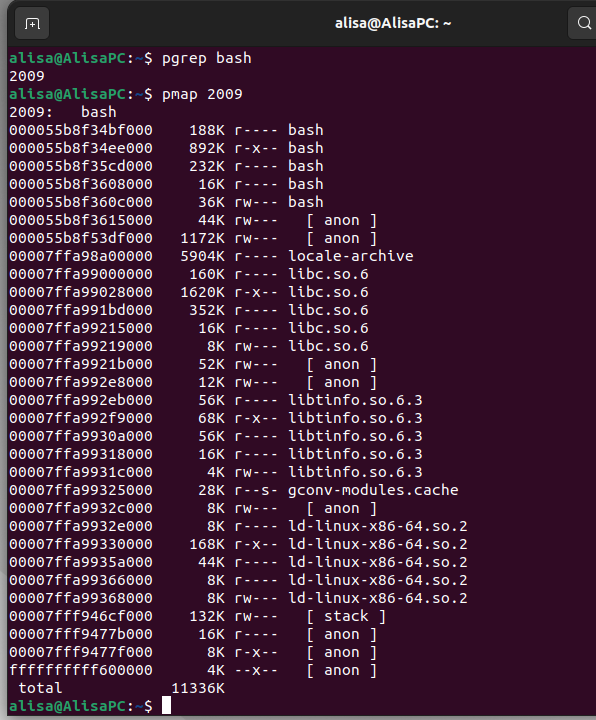 alisa@AlisaPC: ~
alisa@AlisaPC:~$ pgrep bash
2009
alisa@AlisaPC:~$ pmap 2009
2009:   bash
000055b8f34bf000    188K r---- bash
000055b8f34ee000    892K r-x-- bash
000055b8f35cd000    232K r---- bash
000055b8f3608000     16K r---- bash
000055b8f360c000     36K rw--- bash
000055b8f3615000     44K rw---   [ anon ]
000055b8f53df000   1172K rw---   [ anon ]
00007ffa98a00000   5904K r---- locale-archive
00007ffa99000000    160K r---- libc.so.6
00007ffa99028000   1620K r-x-- libc.so.6
00007ffa991bd000    352K r---- libc.so.6
00007ffa99215000     16K r---- libc.so.6
00007ffa99219000      8K rw--- libc.so.6
00007ffa9921b000     52K rw---   [ anon ]
00007ffa992e8000     12K rw---   [ anon ]
00007ffa992eb000     56K r---- libtinfo.so.6.3
00007ffa992f9000     68K r-x-- libtinfo.so.6.3
00007ffa9930a000     56K r---- libtinfo.so.6.3
00007ffa99318000     16K r---- libtinfo.so.6.3
00007ffa9931c000      4K rw--- libtinfo.so.6.3
00007ffa99325000     28K r--s- gconv-modules.cache
00007ffa9932c000      8K rw---   [ anon ]
00007ffa9932e000      8K r---- ld-linux-x86-64.so.2
00007ffa99330000    168K r-x-- ld-linux-x86-64.so.2
00007ffa9935a000     44K r---- ld-linux-x86-64.so.2
00007ffa99366000      8K r---- ld-linux-x86-64.so.2
00007ffa99368000      8K rw--- ld-linux-x86-64.so.2
00007fff946cf000    132K rw---   [ stack ]
00007fff9477b000     16K r----   [ anon ]
00007fff9477f000      8K r-x--   [ anon ]
ffffffffff600000      4K --x--   [ anon ]
 total            11336K
alisa@AlisaPC:~$